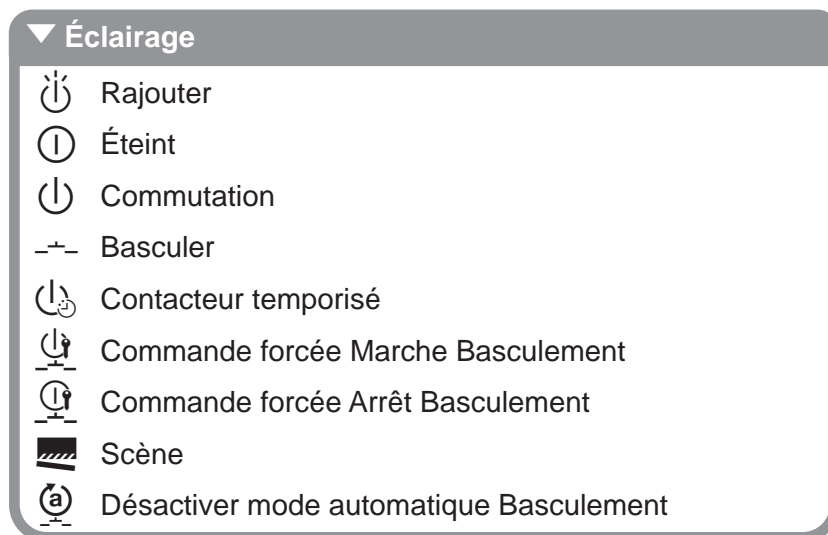 Éclairage
Rajouter
Éteint
Commutation
Basculer
Contacteur temporisé
Commande forcée Marche Basculement
Commande forcée Arrêt Basculement
Scène
Désactiver mode automatique Basculement